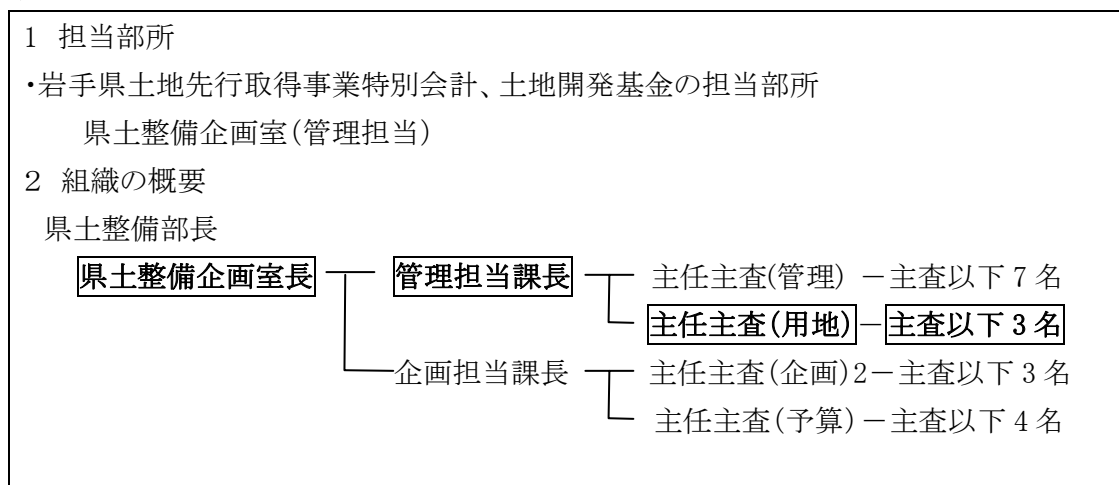 1 担当部所
・岩手県土地先行取得事業特別会計、土地開発基金の担当部所
県土整備企画室(管理担当)
2 組織の概要
県土整備部長
県土整備企画室長 管理担当課長 主任主査(管理) －主査以下 7 名
主任主査(用地)－主査以下 3 名
企画担当課長 主任主査(企画)2－主査以下 3 名
主任主査(予算)－主査以下 4 名